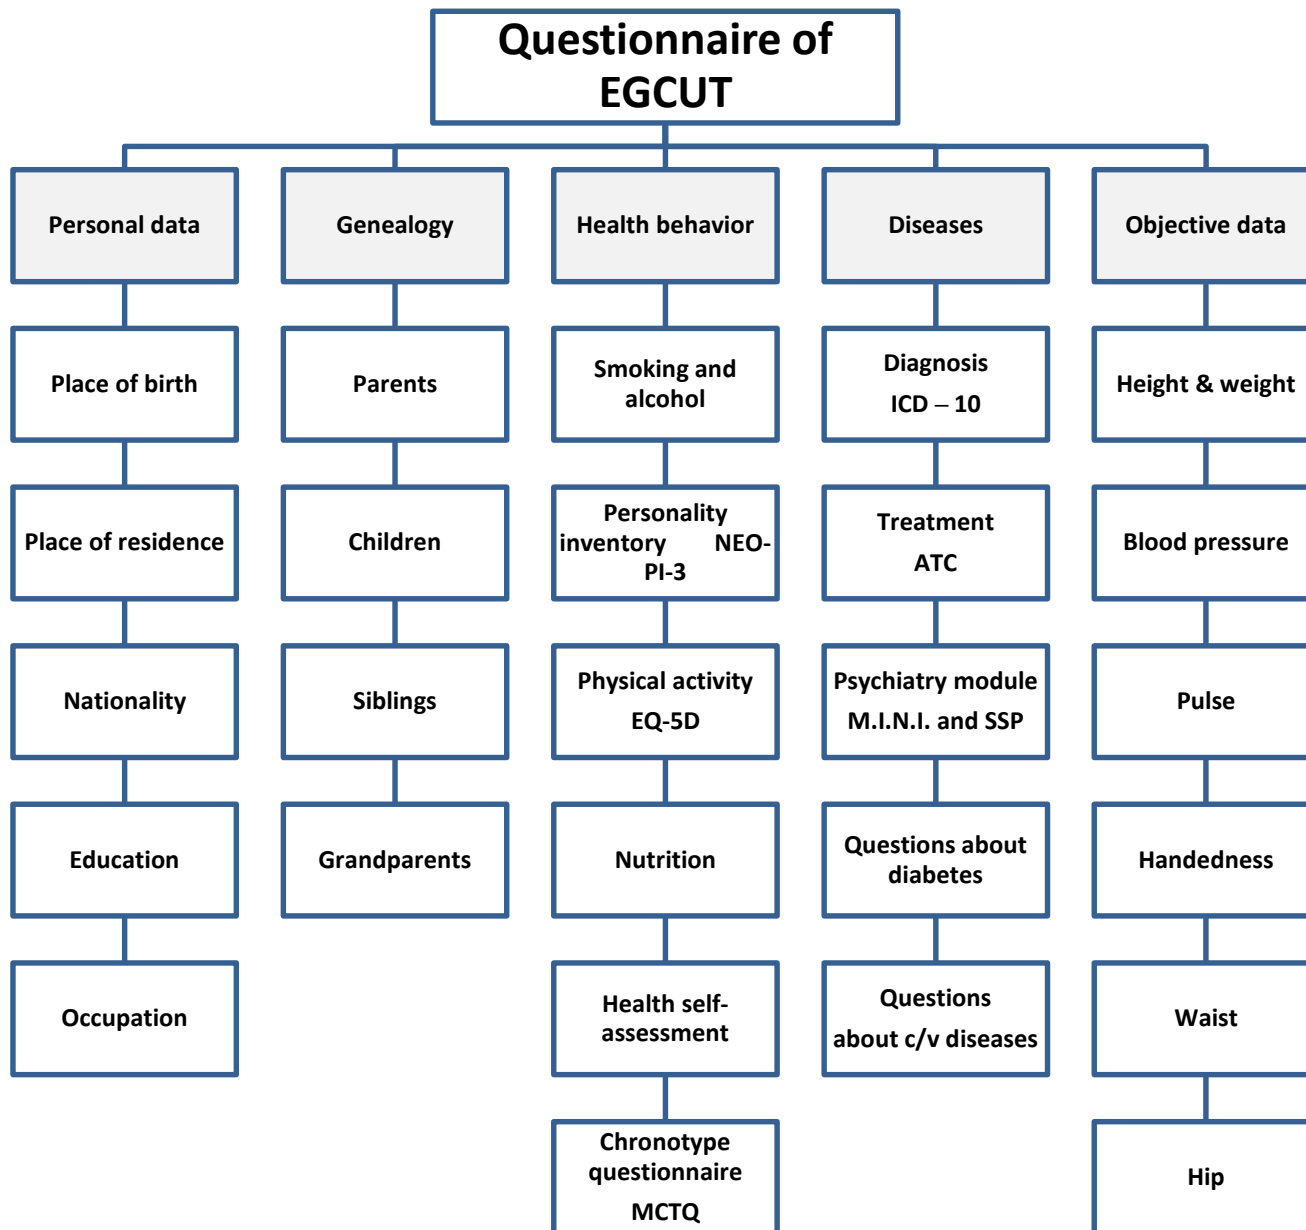 Questionnaire of
EGCUT
Personal data
Genealogy
Health behavior
Diseases
Objective data
Place of birth
Parents
Smoking and
alcohol
Diagnosis
ICD – 10
Height & weight
Place of residence
Children
Personality
inventory NEO-
PI-3
Treatment
ATC
Blood pressure
Nationality
Siblings
Physical activity
EQ-5D
Psychiatry module
M.I.N.I. and SSP
Pulse
Education
Grandparents
Nutrition
Questions about
diabetes
Handedness
Occupation
Health self-
assessment
Questions
about c/v diseases
Waist
Chronotype
questionnaire
MCTQ
Hip